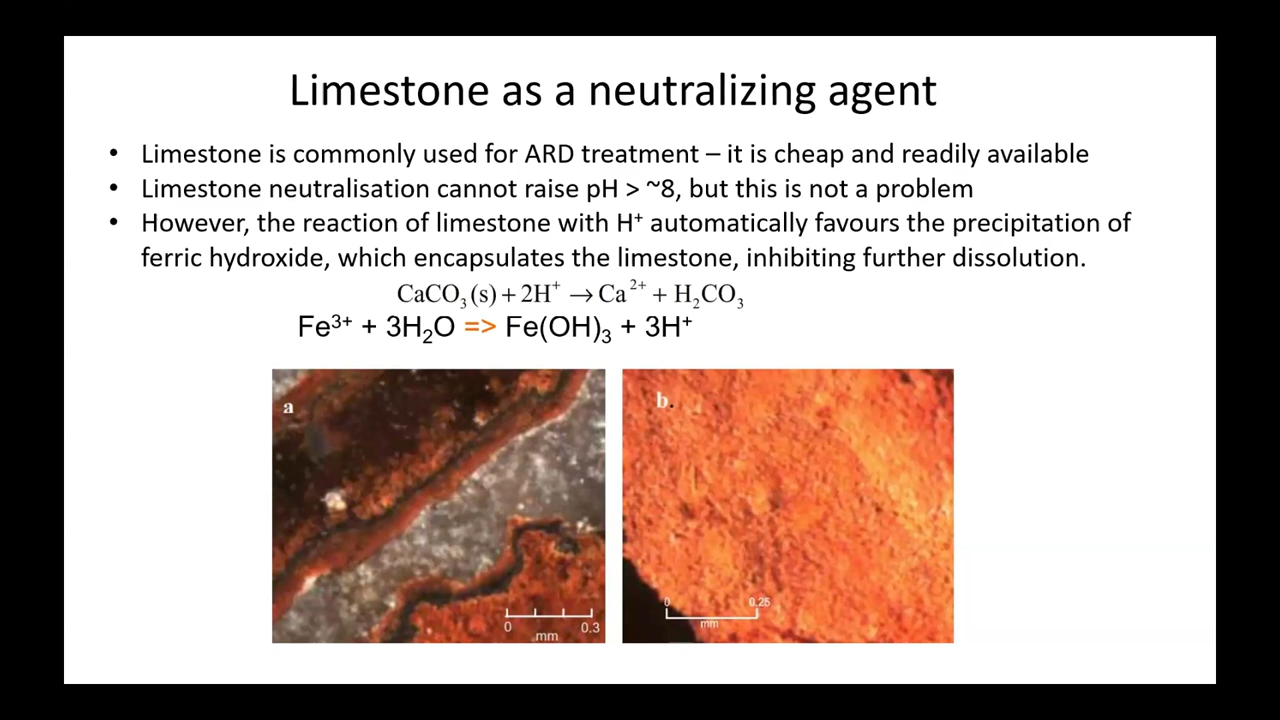 Limestone as a neutralizing agent
• Limestone is commonly used for ARD treatment – it is cheap and readily available
• Limestone neutralisation cannot raise pH > ~8, but this is not a problem
• However, the reaction of limestone with H⁺ automatically favours the precipitation of
ferric hydroxide, which encapsulates the limestone, inhibiting further dissolution.
CaCO₃(s) + 2H⁺ → Ca²⁺ + H₂CO₃
Fe³⁺ + 3H₂O => Fe(OH)₃ + 3H⁺
a
0 0.3
mm
b.
0 0.25
mm